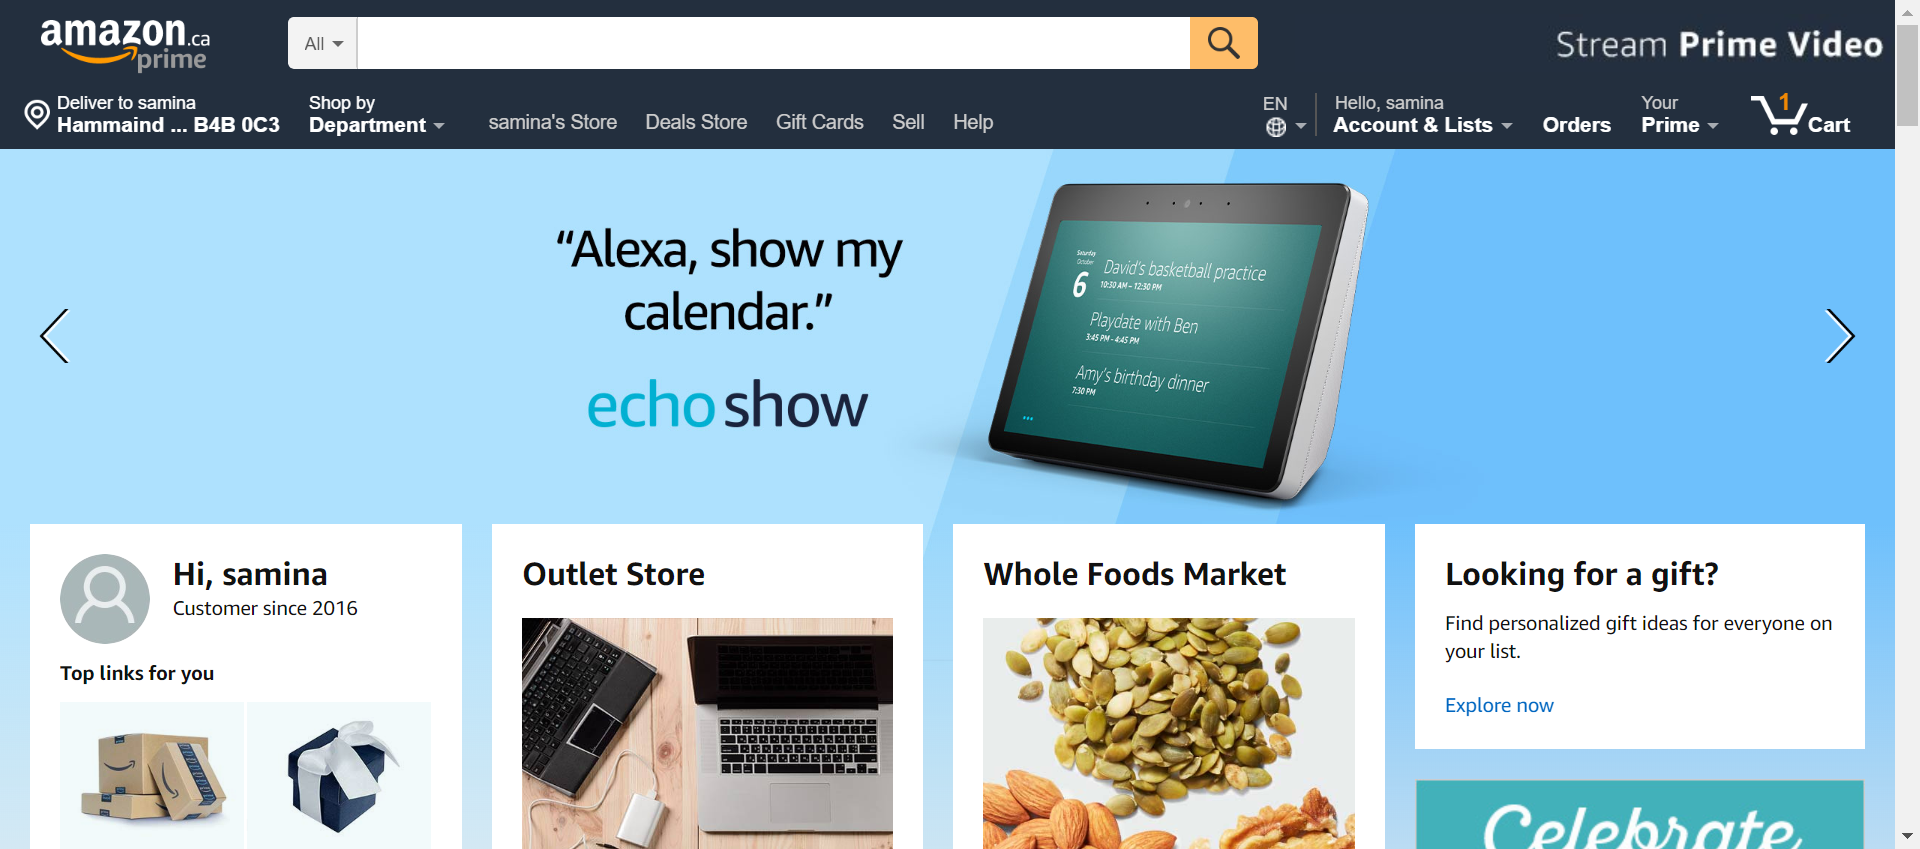 amazon.ca
prime
All
Stream Prime Video
Deliver to samina
Hammaind ... B4B 0C3
Shop by
Department
samina's Store
Deals Store
Gift Cards
Sell
Help
EN
Hello, samina
Account & Lists
Orders
Your
Prime
1
Cart
“Alexa, show my
calendar.”
echo show
Saturday
October
6
David's basketball practice
10:30 AM – 12:30 PM
Playdate with Ben
3:45 PM - 4:45 PM
Amy's birthday dinner
7:30 PM
Hi, samina
Customer since 2016
Top links for you
Outlet Store
Whole Foods Market
Looking for a gift?
Find personalized gift ideas for everyone on
your list.
Explore now
Celebrate